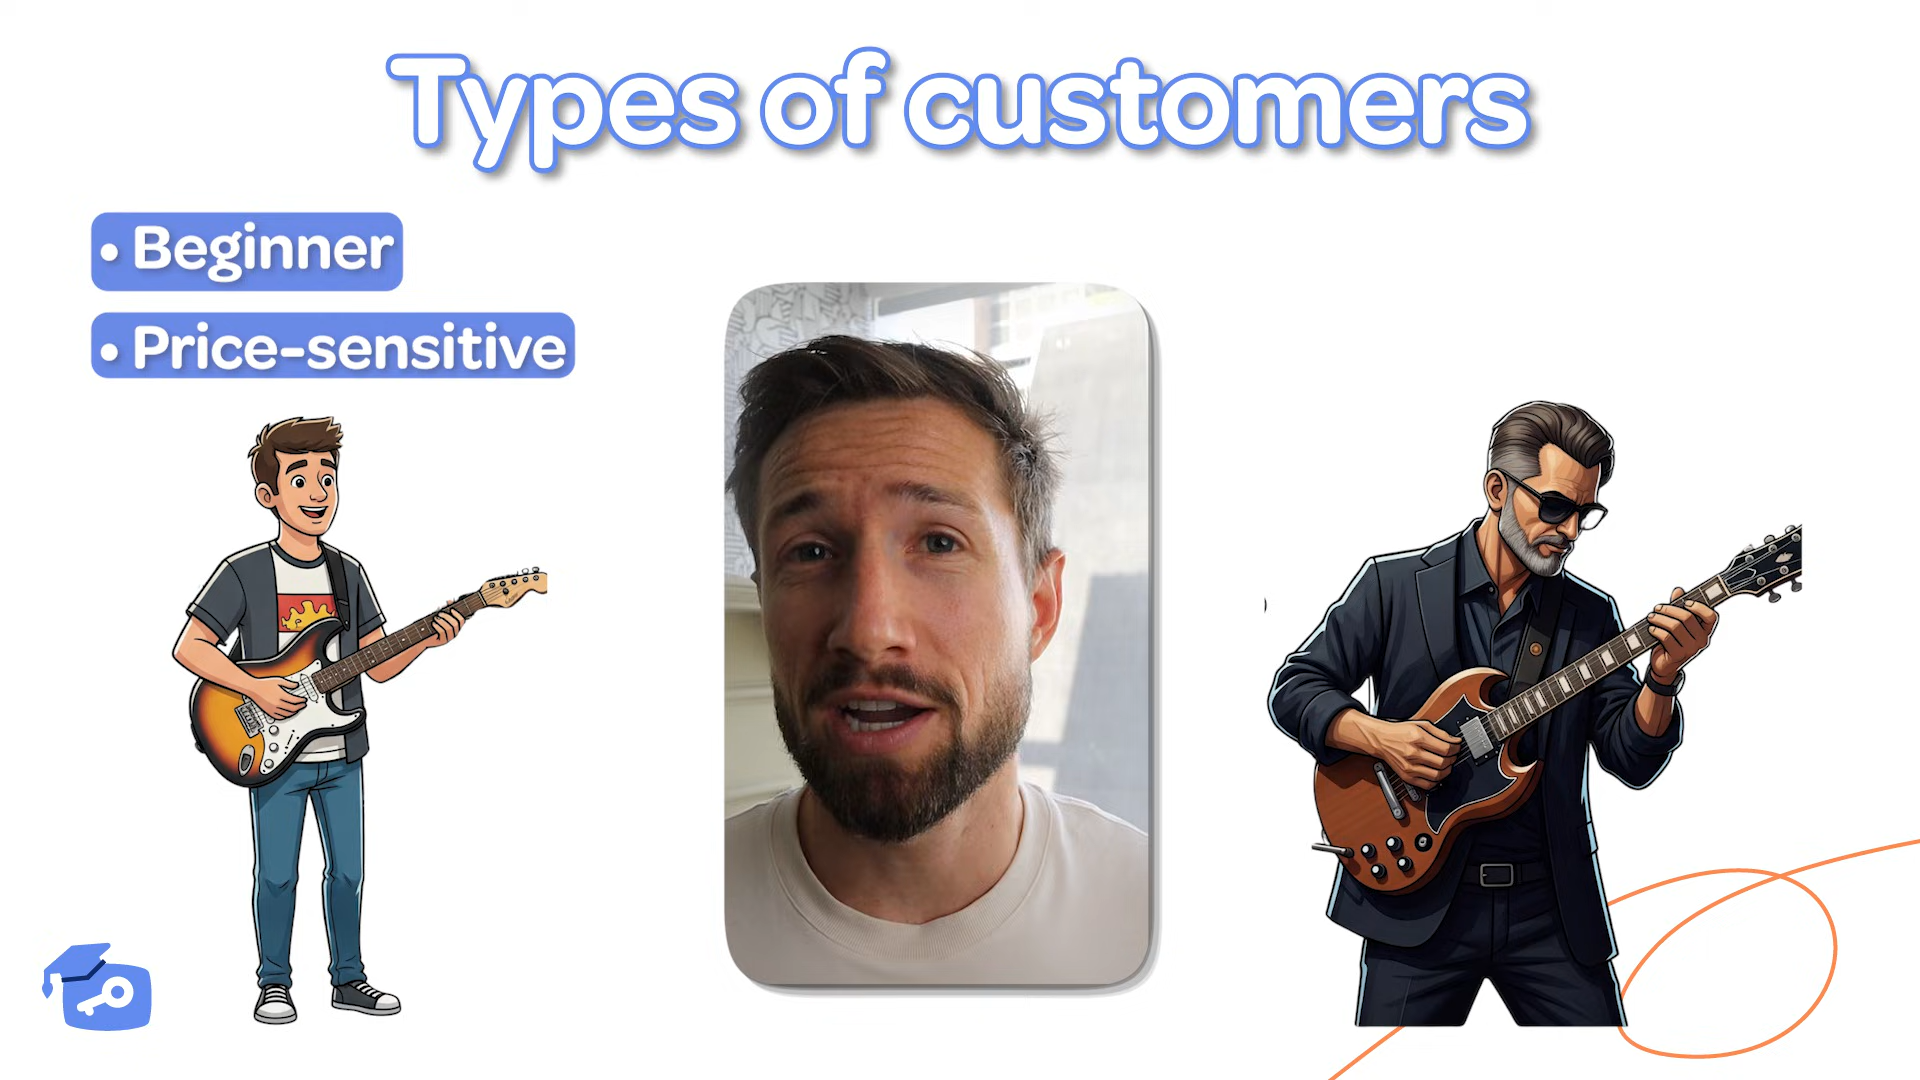 Types of customers
• Beginner
• Price-sensitive